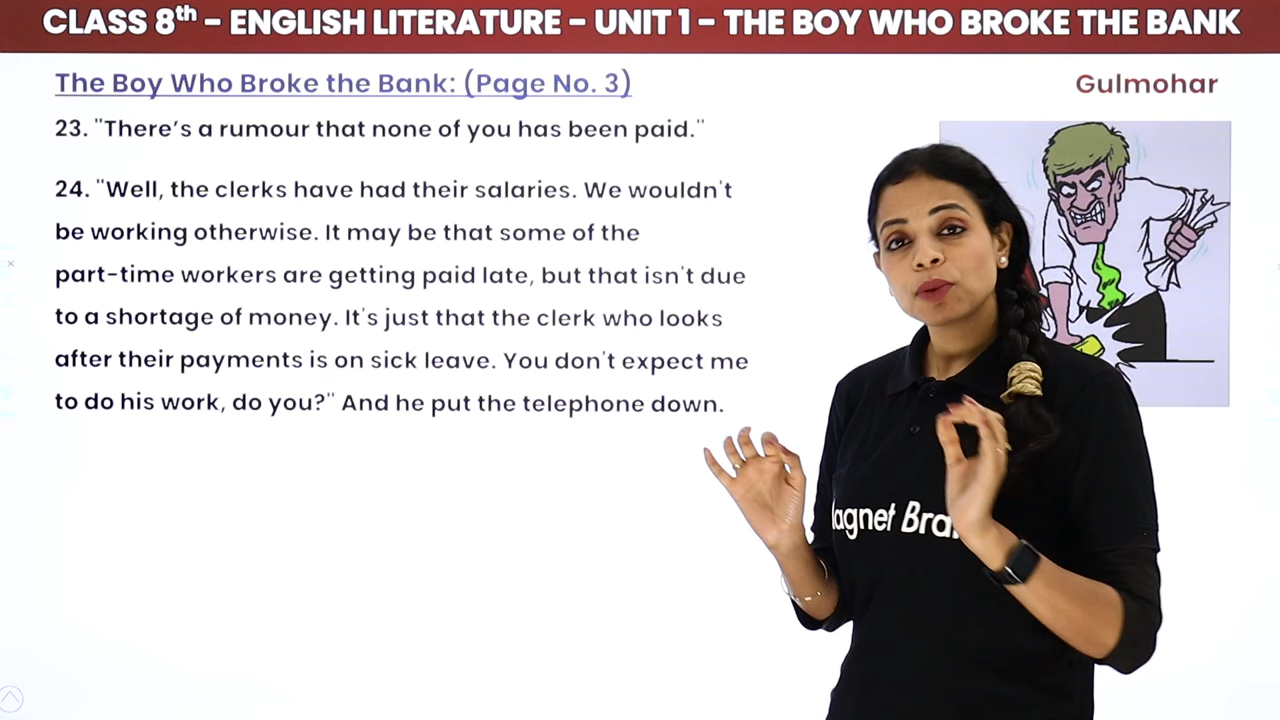 CLASS 8th - ENGLISH LITERATURE - UNIT 1 - THE BOY WHO BROKE THE BANK
The Boy Who Broke the Bank: (Page No. 3)
Gulmohar
23. "There's a rumour that none of you has been paid."
24. "Well, the clerks have had their salaries. We wouldn't
be working otherwise. It may be that some of the
part-time workers are getting paid late, but that isn't due
to a shortage of money. It's just that the clerk who looks
after their payments is on sick leave. You don't expect me
to do his work, do you?" And he put the telephone down.
agnet Bra